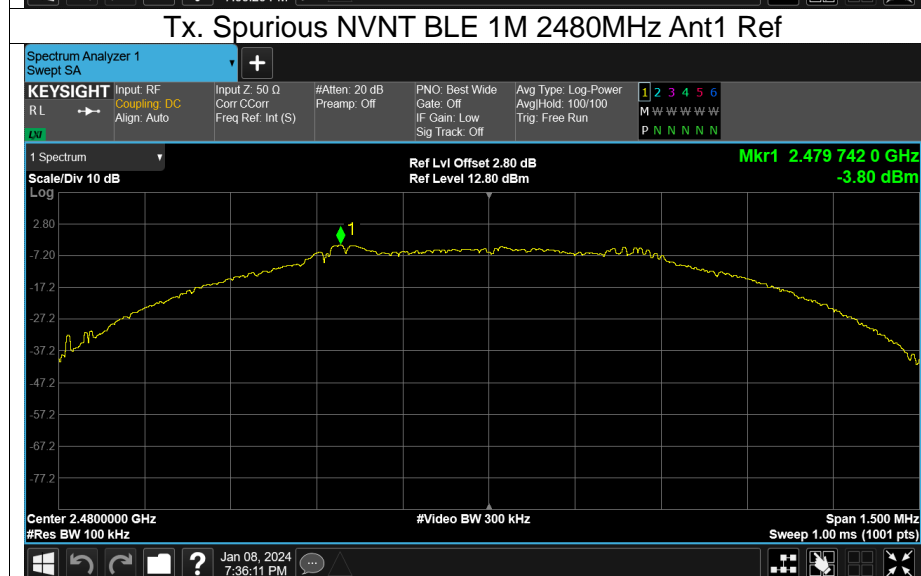 Tx. Spurious NVNT BLE 1M 2480MHz Ant1 Ref
Spectrum Analyzer 1
Swept SA
+
KEYSIGHT
RL
LXI
Input: RF
Coupling: DC
Align: Auto
Input Z: 50 Ω
Corr CCorr
Freq Ref: Int (S)
#Atten: 20 dB
Preamp: Off
PNO: Best Wide
Gate: Off
IF Gain: Low
Sig Track: Off
Avg Type: Log-Power
Avg|Hold: 100/100
Trig: Free Run
1 2 3 4 5 6
M W W W W W
P N N N N N
1 Spectrum
Scale/Div 10 dB
Log
Ref Lvl Offset 2.80 dB
Ref Level 12.80 dBm
Mkr1 2.479 742 0 GHz
-3.80 dBm
1
2.80
-7.20
-17.2
-27.2
-37.2
-47.2
-57.2
-67.2
-77.2
Center 2.4800000 GHz
#Res BW 100 kHz
#Video BW 300 kHz
Span 1.500 MHz
Sweep 1.00 ms (1001 pts)
?
Jan 08, 2024
7:36:11 PM